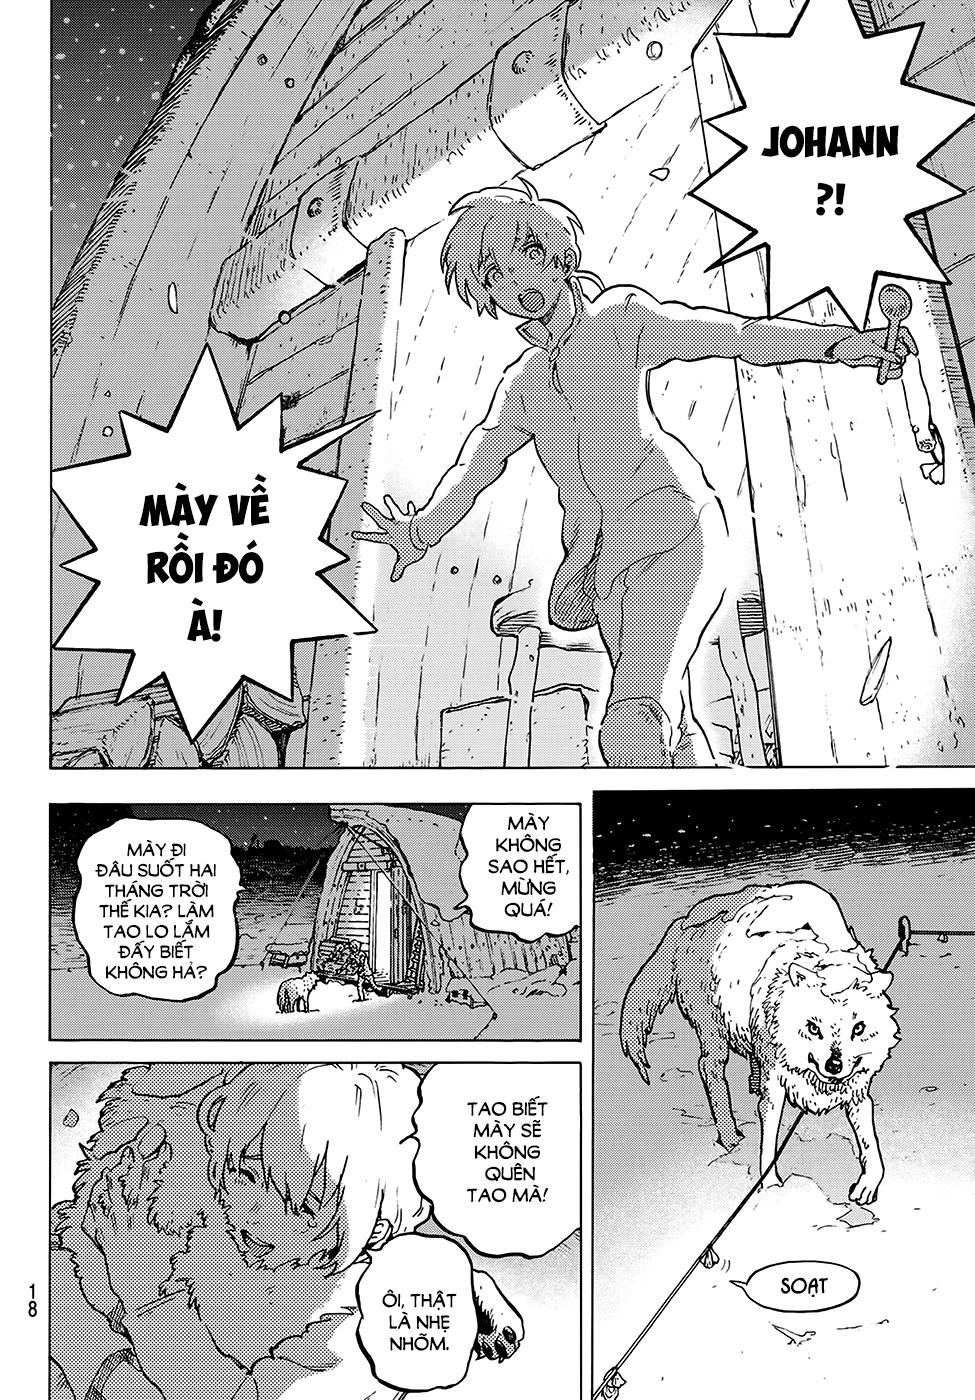 JOHANN
?!
MÀY VỀ
RỒI ĐÓ
À!
SOẠT
MÀY
KHÔNG
SAO HẾT,
MỪNG
QUÁ!
MÀY ĐI
ĐÂU SUỐT HAI
THÁNG TRỜI
THẾ KIA? LÀM
TAO LO LẮM
ĐẤY BIẾT
KHÔNG HẢ?
TAO BIẾT
MÀY SẼ
KHÔNG
QUÊN
TAO MÀ!
ÔI, THẬT
LÀ NHẸ
NHÕM.
18